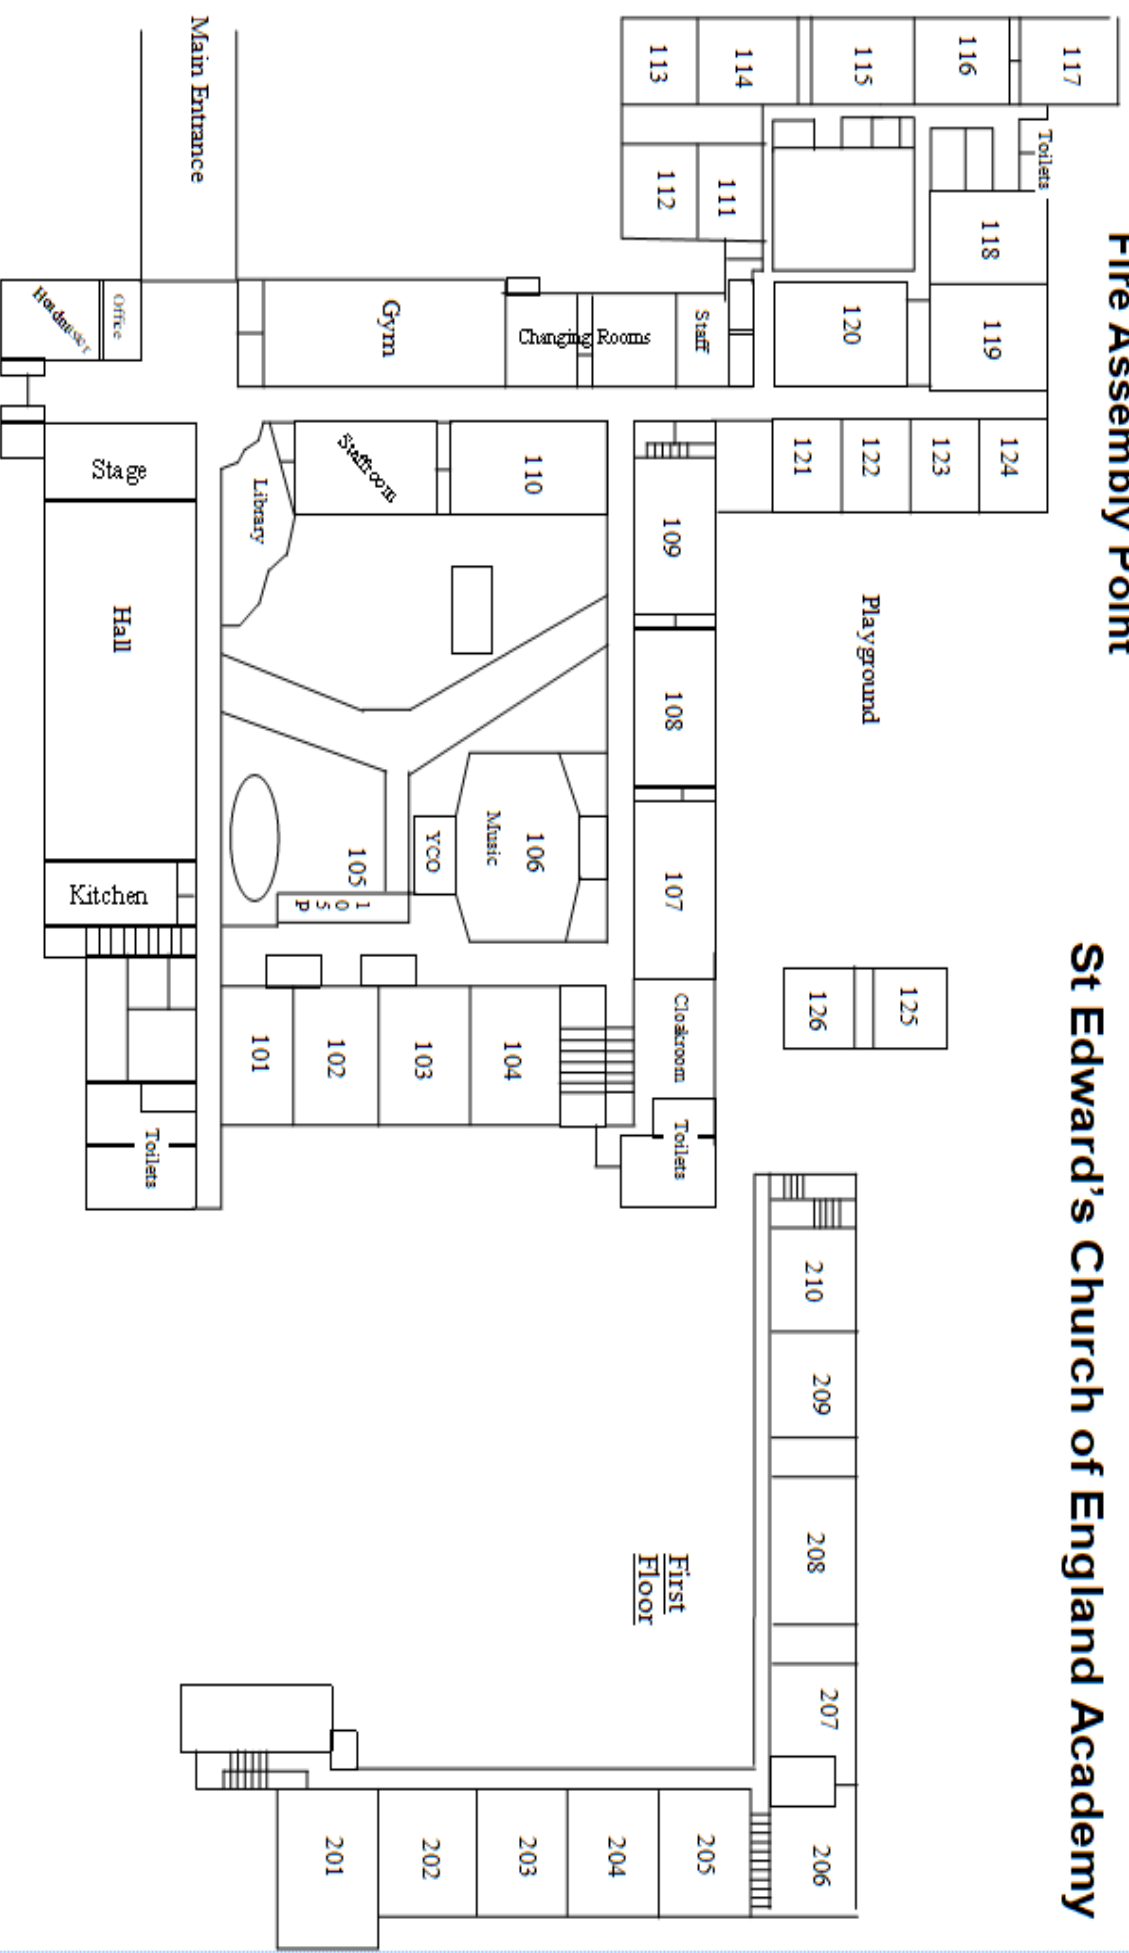 St Edward's Church of England Academy
Fire Assembly Point
117
116
115
114
113
Toilets
118
111
112
119
120
Staff
Changing Rooms
Gym
Main Entrance
Office
Headmaster
124
123
122
121
110
Staffroom
Library
Stage
109
Hall
Playground
108
107
106
Music
YCO
105
105P
Kitchen
125
126
Cloakroom
104
103
102
101
Toilets
Toilets
210
209
208
207
206
First
Floor
205
204
203
202
201